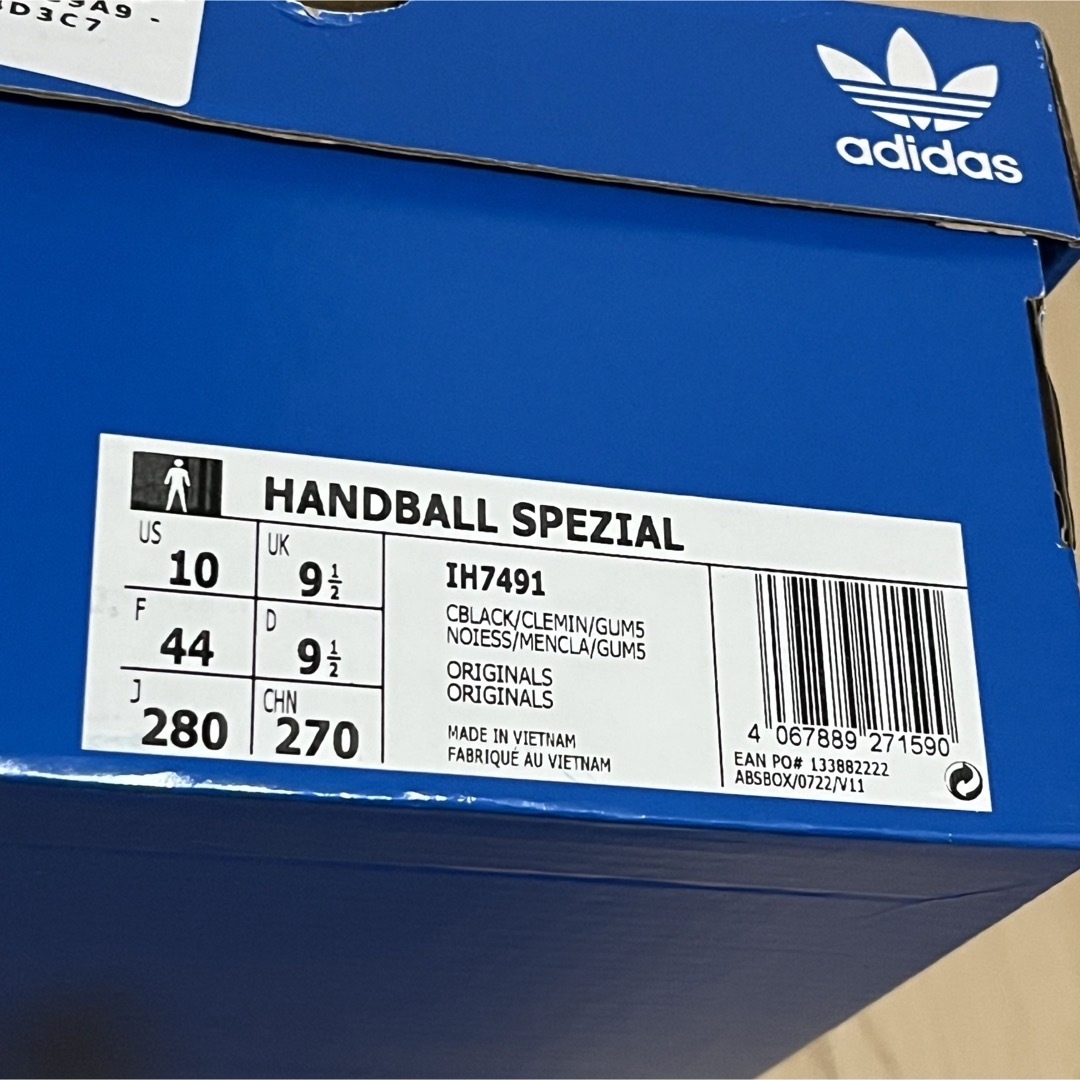 D3C7
adidas
HANDBALL SPEZIAL
US 10
UK 9 1/2
F 44
D 9 1/2
J 280
CHN 270
IH7491
CBLACK/CLEMIN/GUM5
NOIESS/MENCLA/GUM5
ORIGINALS
ORIGINALS
MADE IN VIETNAM
FABRIQUÉ AU VIETNAM
4 067889 271590
EAN PO# 133882222
ABSBOX/0722/V11